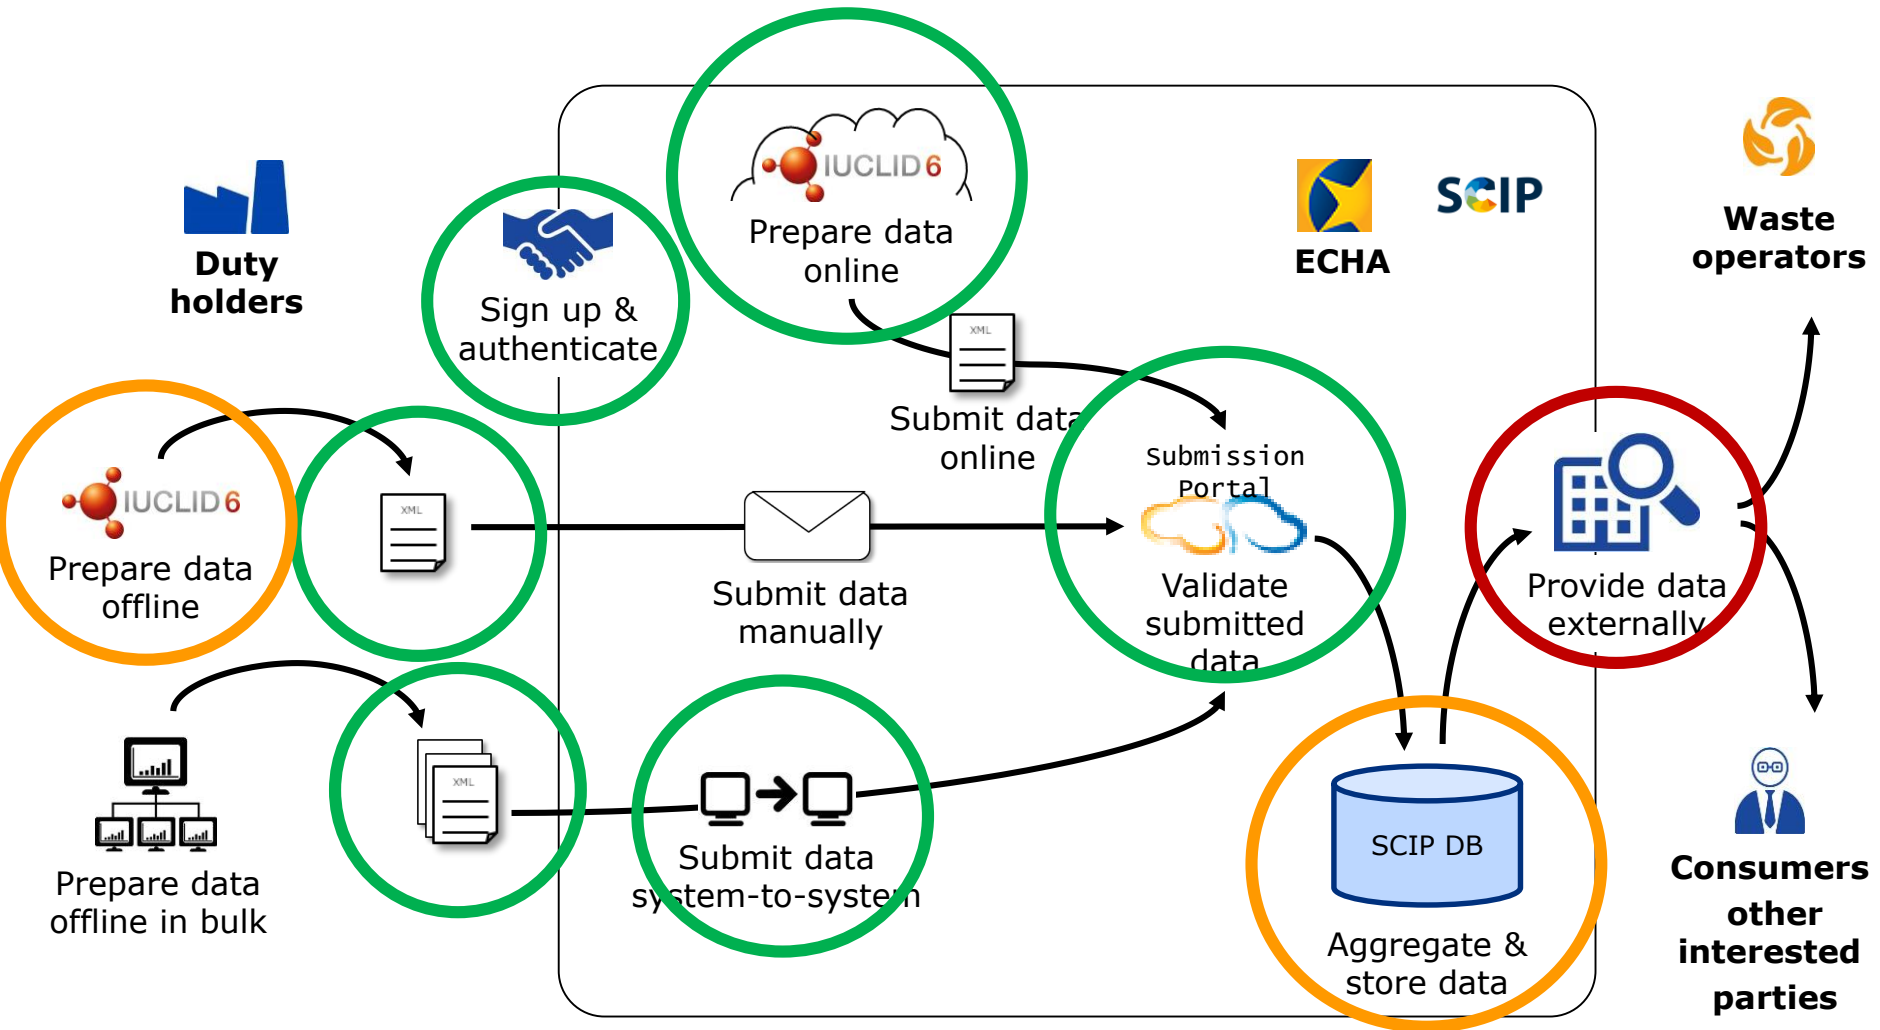 Duty
holders
Sign up &
authenticate
IUCLID 6
Prepare data
online
XML
Submit data
online
ECHA
SCIP
Waste
operators
IUCLID 6
Prepare data
offline
XML
Submit data
manually
Submission
Portal
Validate
submitted
data
Provide data
externally
Prepare data
offline in bulk
XML
Submit data
system-to-system
SCIP DB
Aggregate &
store data
Consumers
other
interested
parties